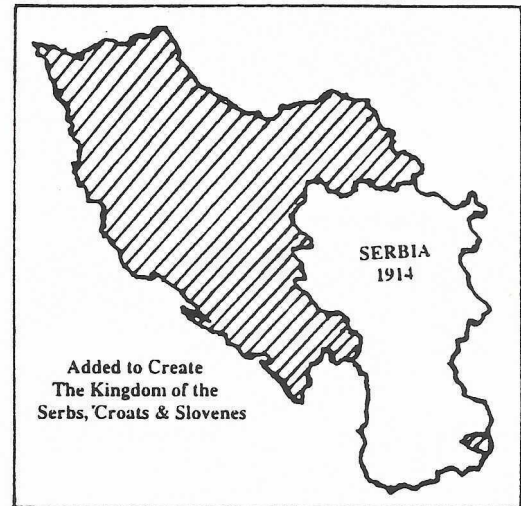 SERBIA
1914
Added to Create
The Kingdom of the
Serbs, Croats & Slovenes